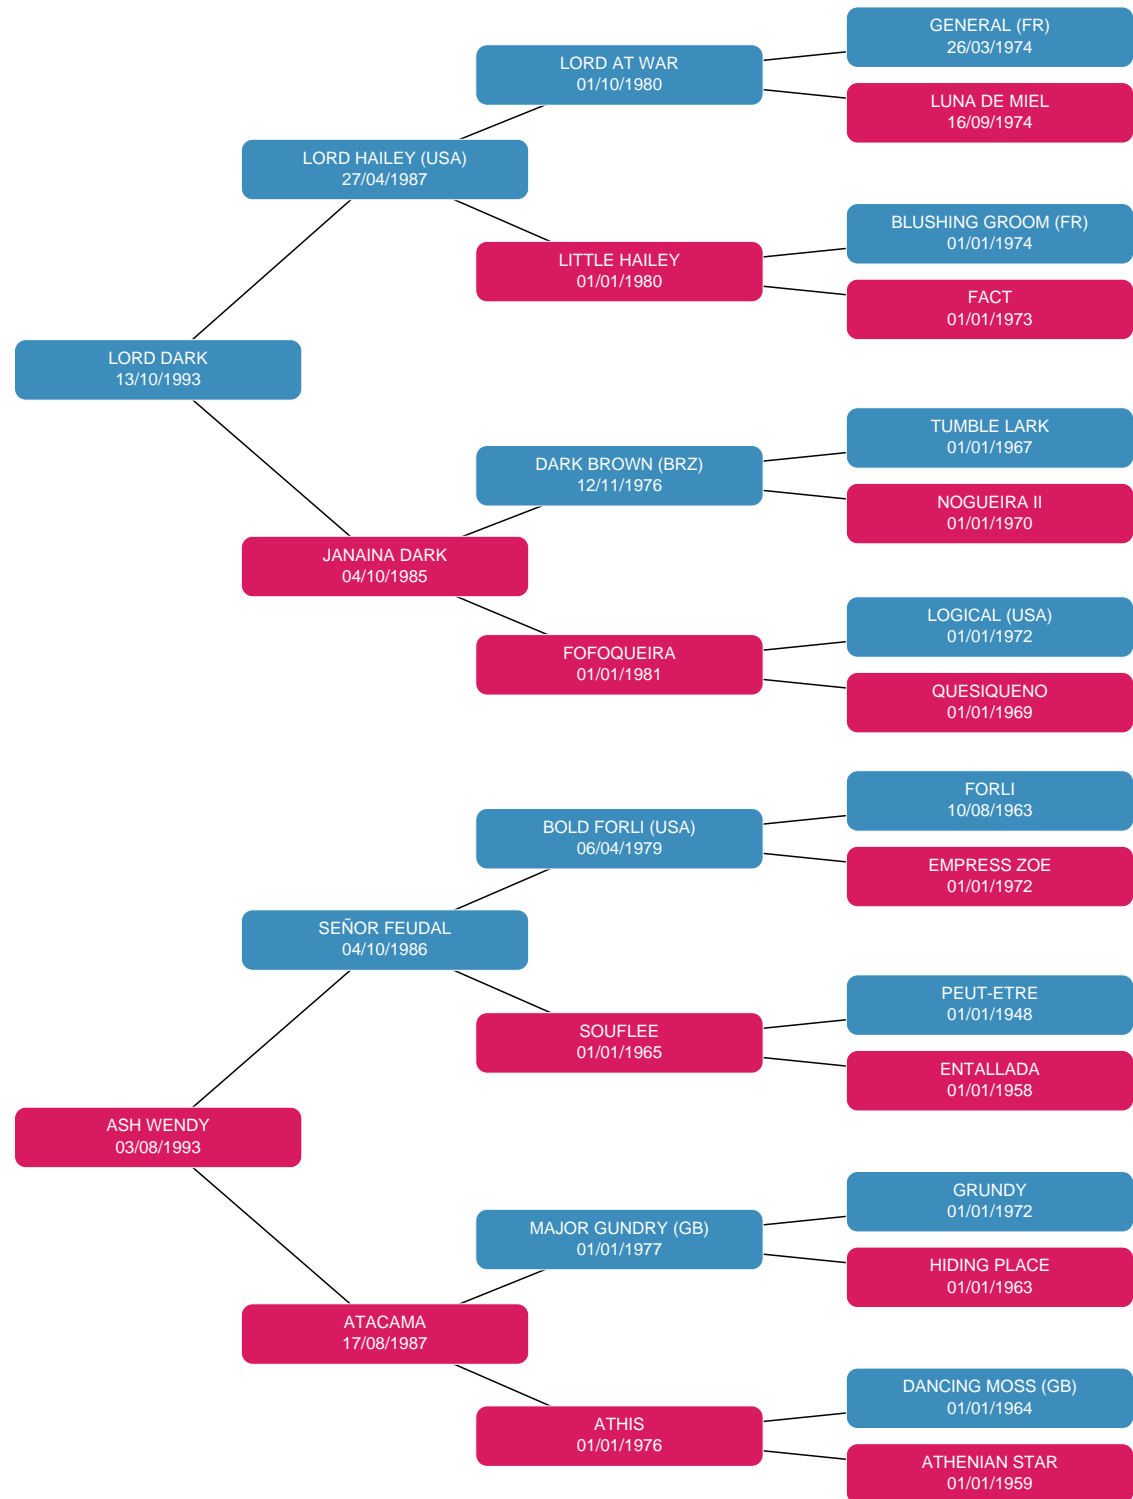 GENERAL (FR)
26/03/1974
LORD AT WAR
01/10/1980
LUNA DE MIEL
16/09/1974
LORD HAILEY (USA)
27/04/1987
BLUSHING GROOM (FR)
01/01/1974
LITTLE HAILEY
01/01/1980
FACT
01/01/1973
LORD DARK
13/10/1993
TUMBLE LARK
01/01/1967
DARK BROWN (BRZ)
12/11/1976
NOGUEIRA II
01/01/1970
JANAINA DARK
04/10/1985
LOGICAL (USA)
01/01/1972
FOFOQUEIRA
01/01/1981
QUESIQUENO
01/01/1969
FORLI
10/08/1963
BOLD FORLI (USA)
06/04/1979
EMPRESS ZOE
01/01/1972
SEÑOR FEUDAL
04/10/1986
PEUT-ETRE
01/01/1948
SOUFLEE
01/01/1965
ENTALLADA
01/01/1958
ASH WENDY
03/08/1993
GRUNDY
01/01/1972
MAJOR GUNDRY (GB)
01/01/1977
HIDING PLACE
01/01/1963
ATACAMA
17/08/1987
DANCING MOSS (GB)
01/01/1964
ATHIS
01/01/1976
ATHENIAN STAR
01/01/1959